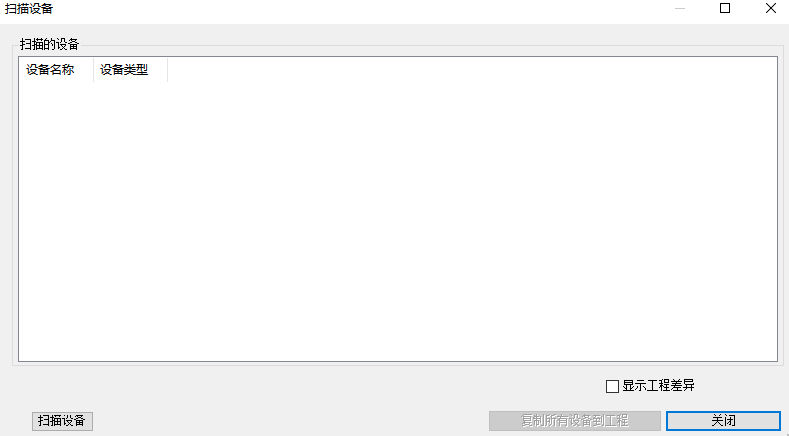 扫描设备
扫描的设备
设备名称 设备类型
显示工程差异
扫描设备 复制所有设备到工程 关闭